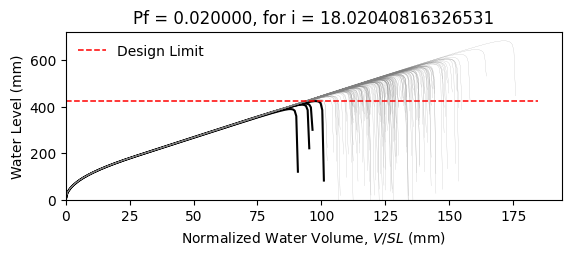 Pf = 0.020000, for i = 18.02040816326531
Design Limit
Water Level (mm)
600
400
200
0
0 25 50 75 100 125 150 175
Normalized Water Volume, V/SL (mm)